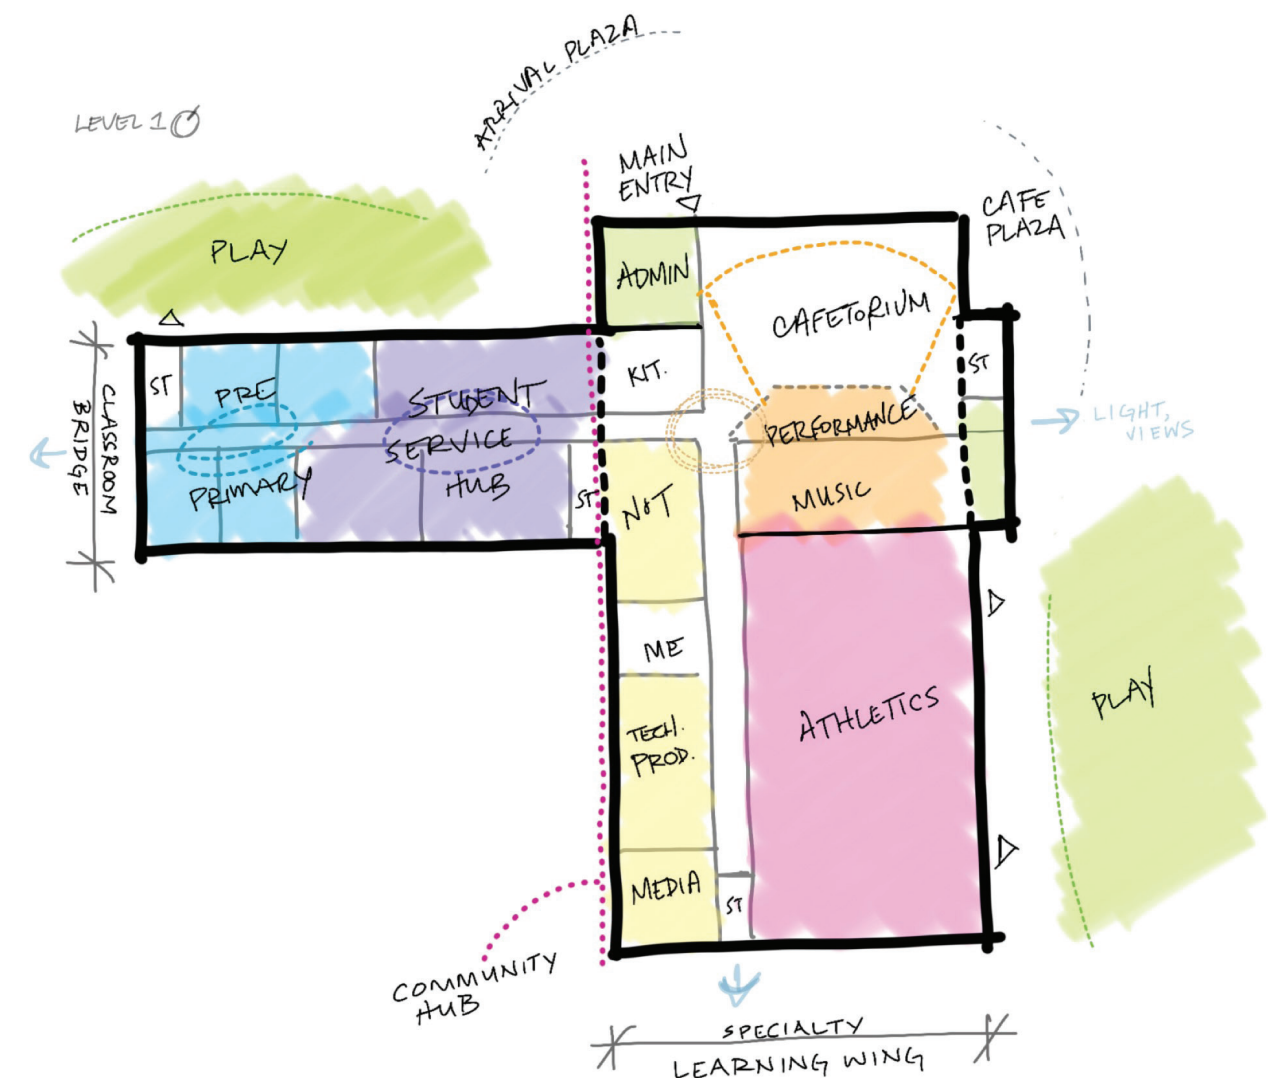 ARRIVAL PLAZA
LEVEL 1
MAIN
ENTRY
CAFE
PLAZA
PLAY
ADMIN
CAFETORIUM
ST
PRE
STUDENT
KIT.
ST
CLASSROOM
BRIDGE
SERVICE
PERFORMANCE
LIGHT,
VIEWS
PRIMARY
HUB
ST
MUSIC
ME
ATHLETICS
PLAY
TECH.
PROD.
MEDIA
ST
COMMUNITY
HUB
SPECIALTY
LEARNING WING